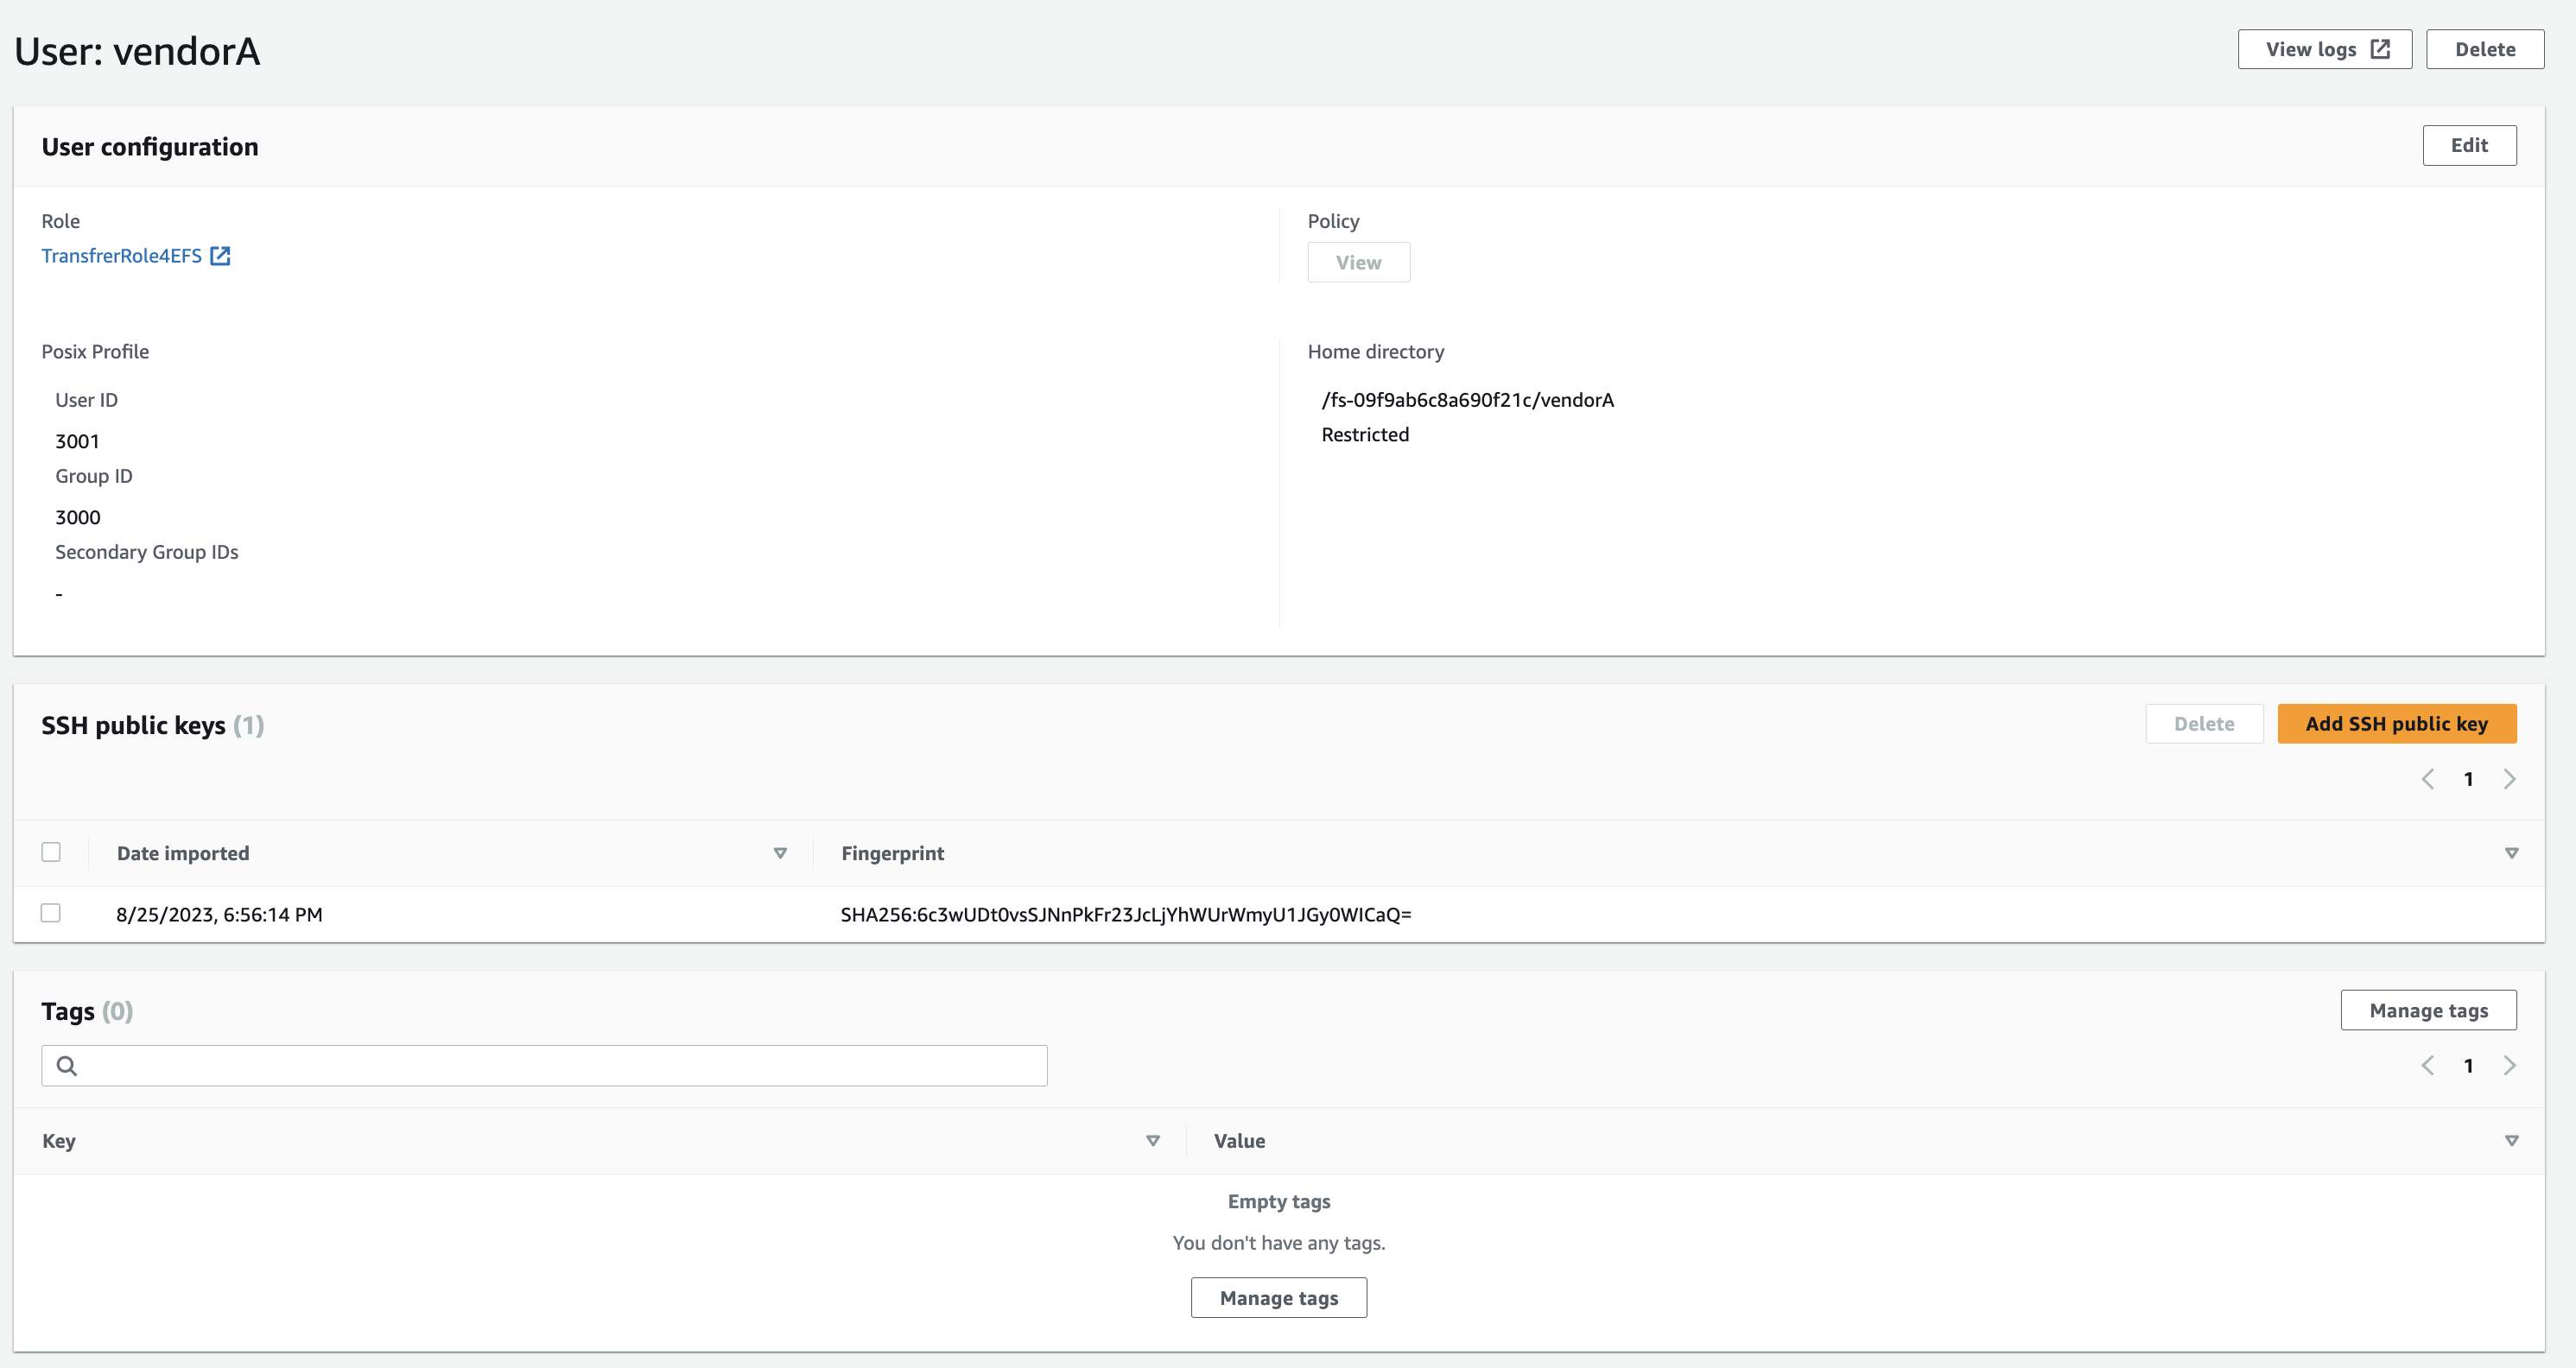 User: vendorA
View logs
Delete
User configuration
Edit
Role
TransfrerRole4EFS
Policy
View
Posix Profile
User ID
3001
Group ID
3000
Secondary Group IDs
-
Home directory
/fs-09f9ab6c8a690f21c/vendorA
Restricted
SSH public keys (1)
Delete
Add SSH public key
1
Date imported
Fingerprint
8/25/2023, 6:56:14 PM
SHA256:6c3wUDt0vsSJNnPkFr23JcLjYhWUrWmyU1JGy0WICaQ=
Tags (0)
Manage tags
1
Key
Value
Empty tags
You don't have any tags.
Manage tags